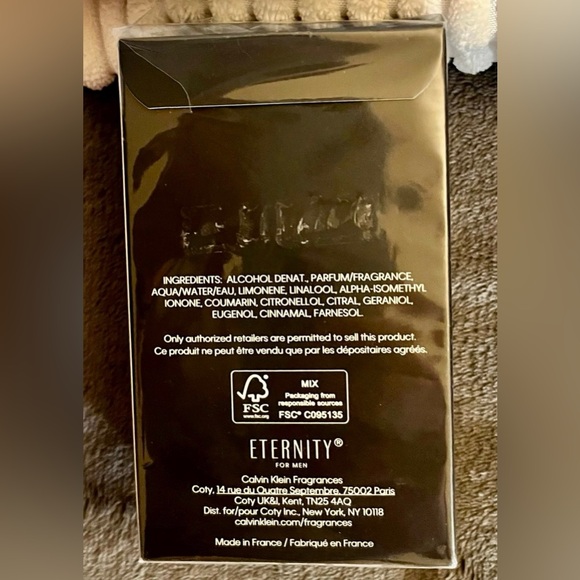 INGREDIENTS: ALCOHOL DENAT., PARFUM/FRAGRANCE,
AQUA/WATER/EAU, LIMONENE, LINALOOL, ALPHA-ISOMETHYL
IONONE, COUMARIN, CITRONELLOL, CITRAL, GERANIOL,
EUGENOL, CINNAMAL, FARNESOL.
Only authorized retailers are permitted to sell this product.
Ce produit ne peut être vendu que par les dépositaires agréés.
FSC
www.fsc.org
MIX
Packaging from
responsible sources
FSC® C095135
ETERNITY®
FOR MEN
Calvin Klein Fragrances
Coty, 14 rue du Quatre Septembre, 75002 Paris
Coty UK&I, Kent, TN25 4AQ
Dist. for/pour Coty Inc., New York, NY 10118
calvinklein.com/fragrances
Made in France / Fabriqué en France